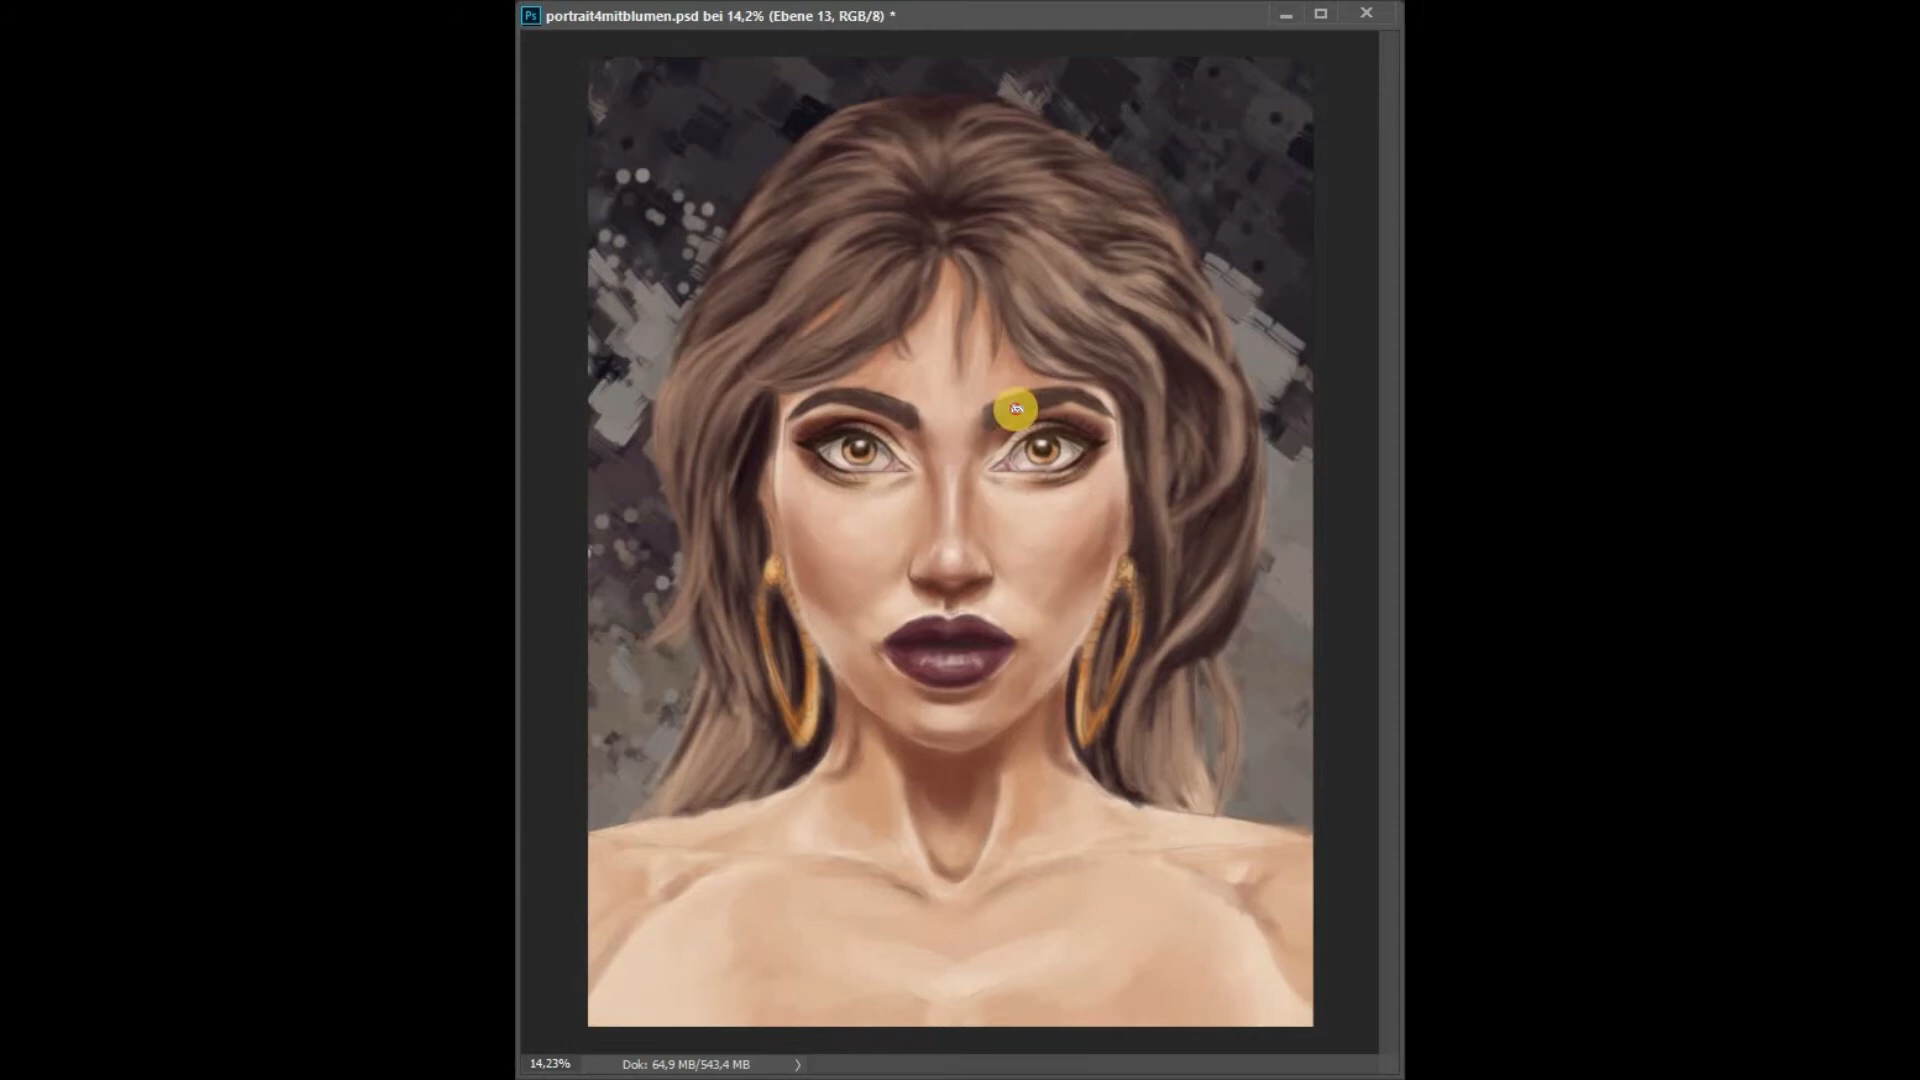 Ps portrait4mitblumen.psd bei 14,2% (Ebene 13, RGB/8) *
14,23% Dok: 64,9 MB/543,4 MB